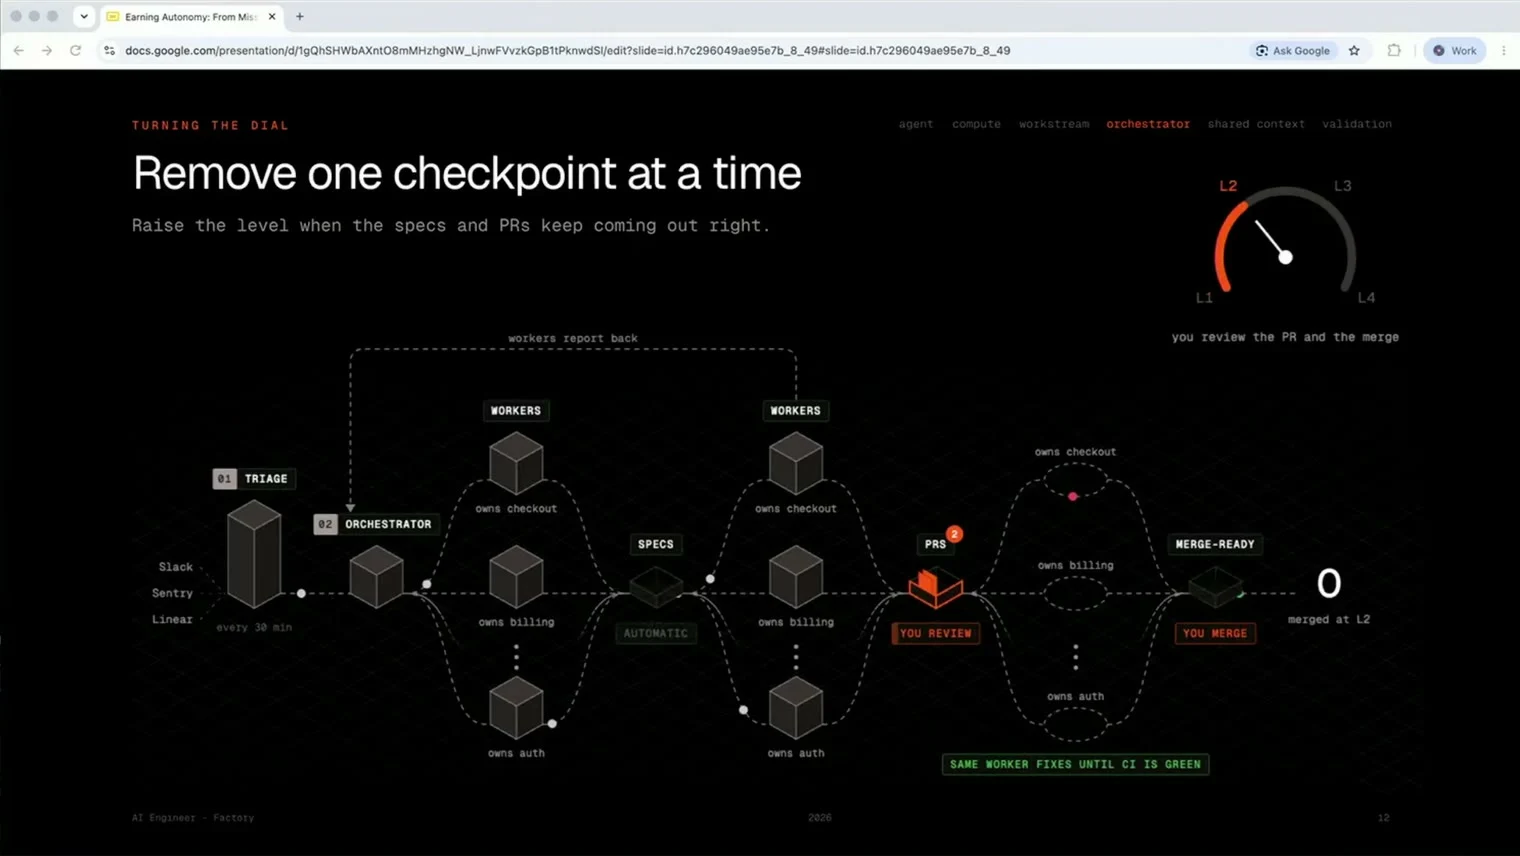 Earning Autonomy: From Miss
docs.google.com/presentation/d/1gQhSHWbAXntO8mMHzhgNW_LjnwFVvzkGpB1tPknwdSI/edit?slide=id.h7c296049ae95e7b_8_49#slide=id.h7c296049ae95e7b_8_49
Ask Google
Work
TURNING THE DIAL
agent compute workstream orchestrator shared context validation
Remove one checkpoint at a time
Raise the level when the specs and PRs keep coming out right.
L2 L3
L1 L4
you review the PR and the merge
workers report back
WORKERS
WORKERS
owns checkout
01 TRIAGE
owns checkout
owns checkout
02 ORCHESTRATOR
SPECS
PRS 2
MERGE-READY
owns billing
Slack
Sentry
Linear
every 30 min
0
merged at L2
owns billing
owns billing
AUTOMATIC
YOU REVIEW
YOU MERGE
owns auth
owns auth
owns auth
SAME WORKER FIXES UNTIL CI IS GREEN
AI Engineer - Factory
2026
12